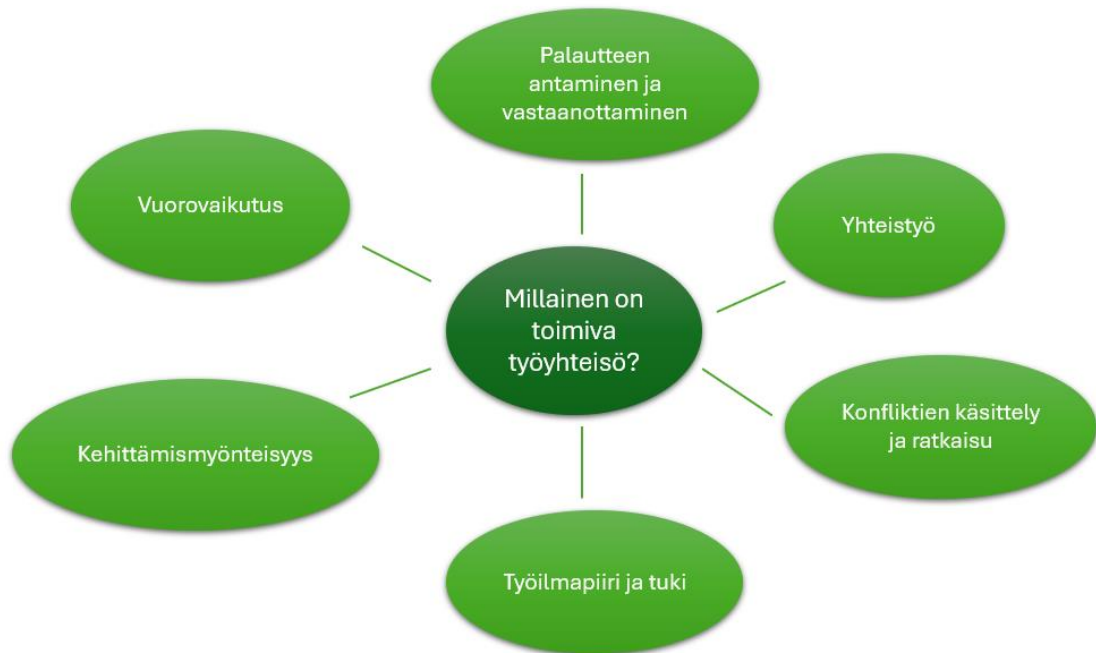 Palautteen
antaminen ja
vastaanottaminen
Vuorovaikutus
Yhteistyö
Millainen on
toimiva
työyhteisö?
Konfliktien käsittely
ja ratkaisu
Kehittämismyönteisyys
Työilmapiiri ja tuki